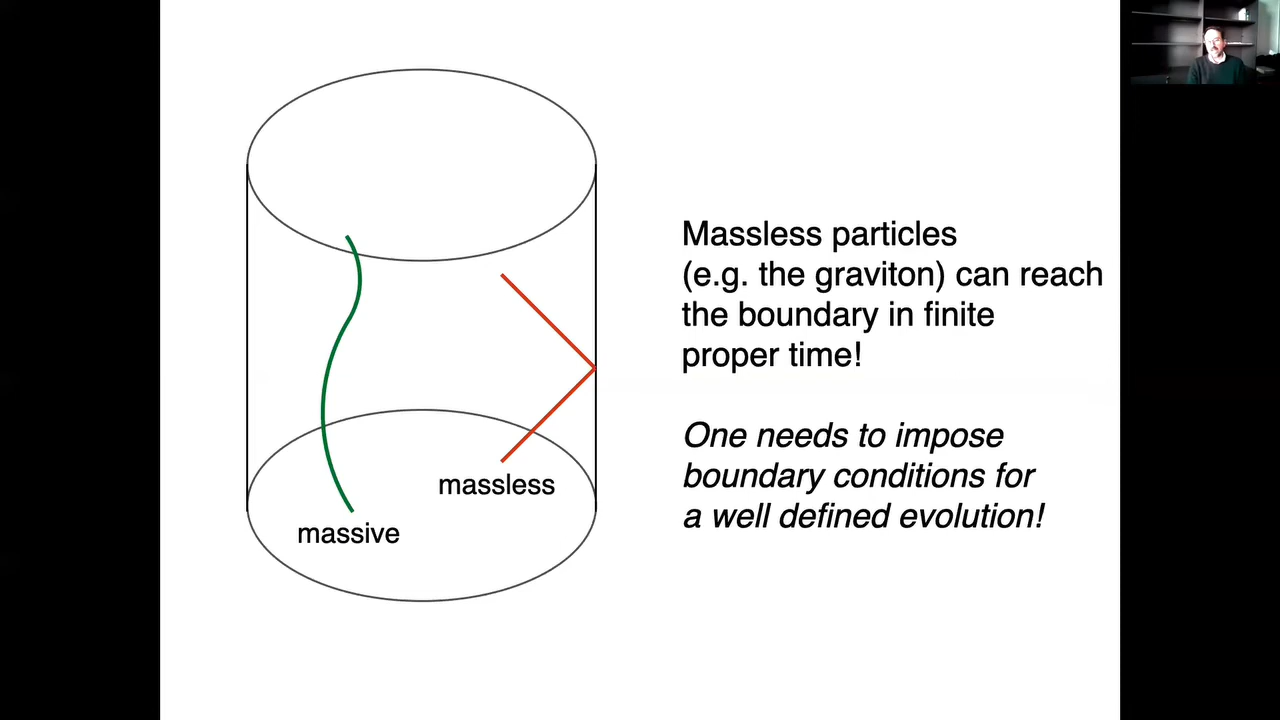 massless
massive
Massless particles
(e.g. the graviton) can reach
the boundary in finite
proper time!
One needs to impose
boundary conditions for
a well defined evolution!